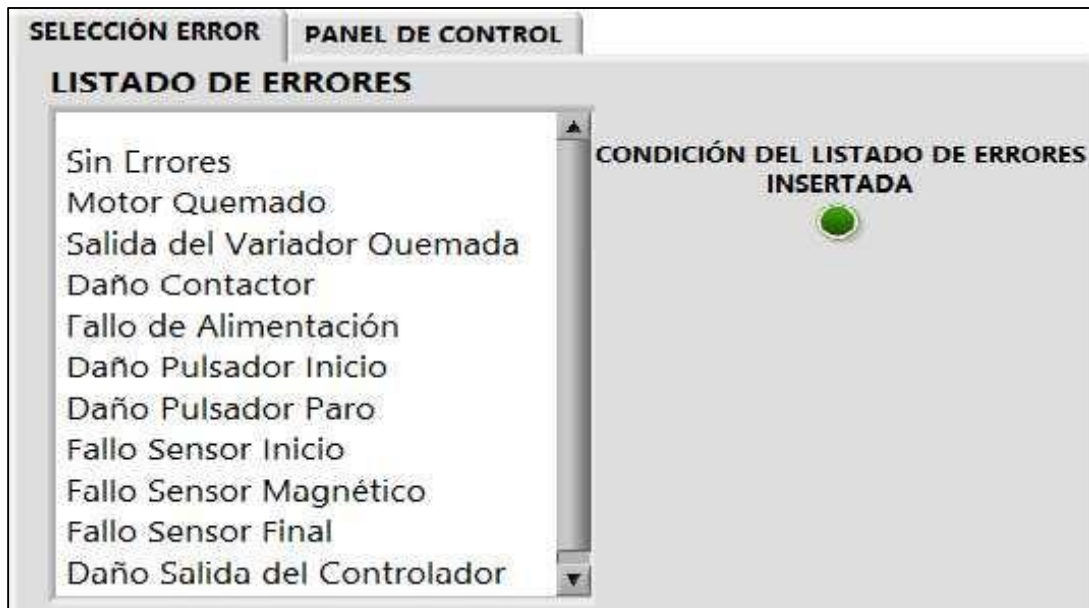 SELECCIÓN ERROR
PANEL DE CONTROL
LISTADO DE ERRORES
Sin Errores
Motor Quemado
Salida del Variador Quemada
Daño Contactor
Fallo de Alimentación
Daño Pulsador Inicio
Daño Pulsador Paro
Fallo Sensor Inicio
Fallo Sensor Magnético
Fallo Sensor Final
Daño Salida del Controlador
CONDICIÓN DEL LISTADO DE ERRORES
INSERTADA